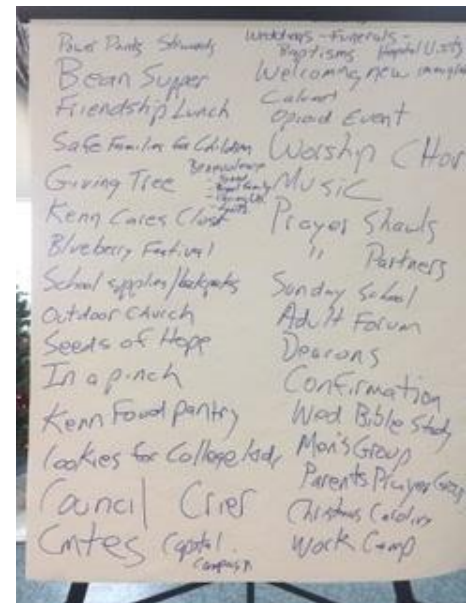 Power Points Stewards
Bean Supper
Friendship Lunch
Safe Families for Children
Giving Tree
Kenn Cares Closet
Blueberry Festival
School supplies/backpacks
Outdoor Church
Seeds of Hope
In a pinch
Kenn Food Pantry
Cookies for College kids
Council Crier
Cmtes Capital
Campaign
Weddings - Funerals -
Baptisms Hospital Visits
Welcoming new
Opioid Event
Worship CHOIR
MUSIC
Prayer Shawls
" Partners
Sunday School
Adult Forum
Deacons
Confirmation
Wed Bible Study
Men's Group
Parents Prayer Group
Christmas Caroling
Work Camp